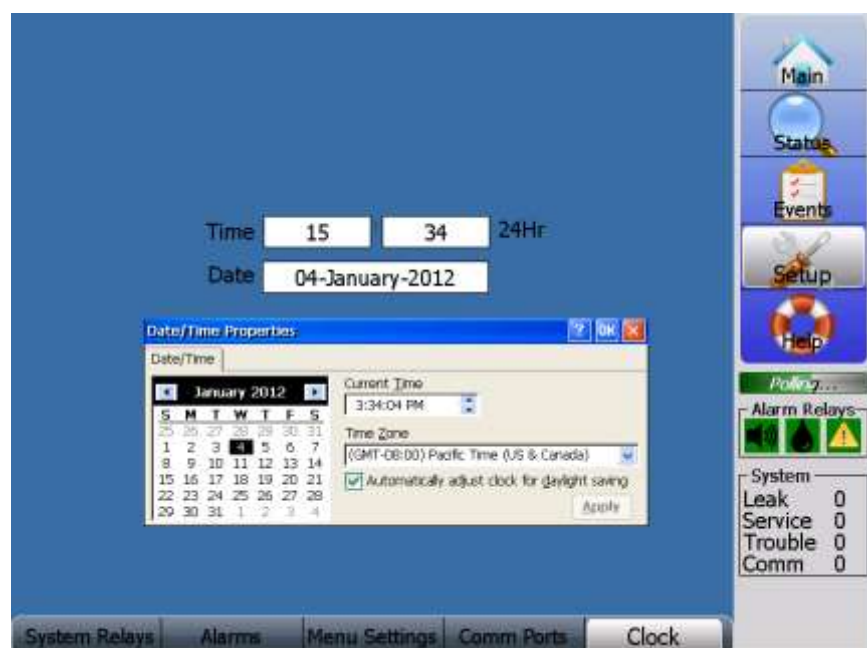 Time 15 34 24Hr
Date 04-January-2012
Date/Time Properties ? OK
Date/Time
January 2012
S M T W T F S
25 26 27 28 29 30 31
1 2 3 4 5 6 7
8 9 10 11 12 13 14
15 16 17 18 19 20 21
22 23 24 25 26 27 28
29 30 31 1 2 3 4
Current Time
3:34:04 PM
Time Zone
(GMT-08:00) Pacific Time (US & Canada)
Automatically adjust clock for daylight saving
Apply
Main
Status
Events
Setup
Help
Polling...
Alarm Relays
System
Leak 0
Service 0
Trouble 0
Comm 0
System Relays Alarms Menu Settings Comm Ports Clock